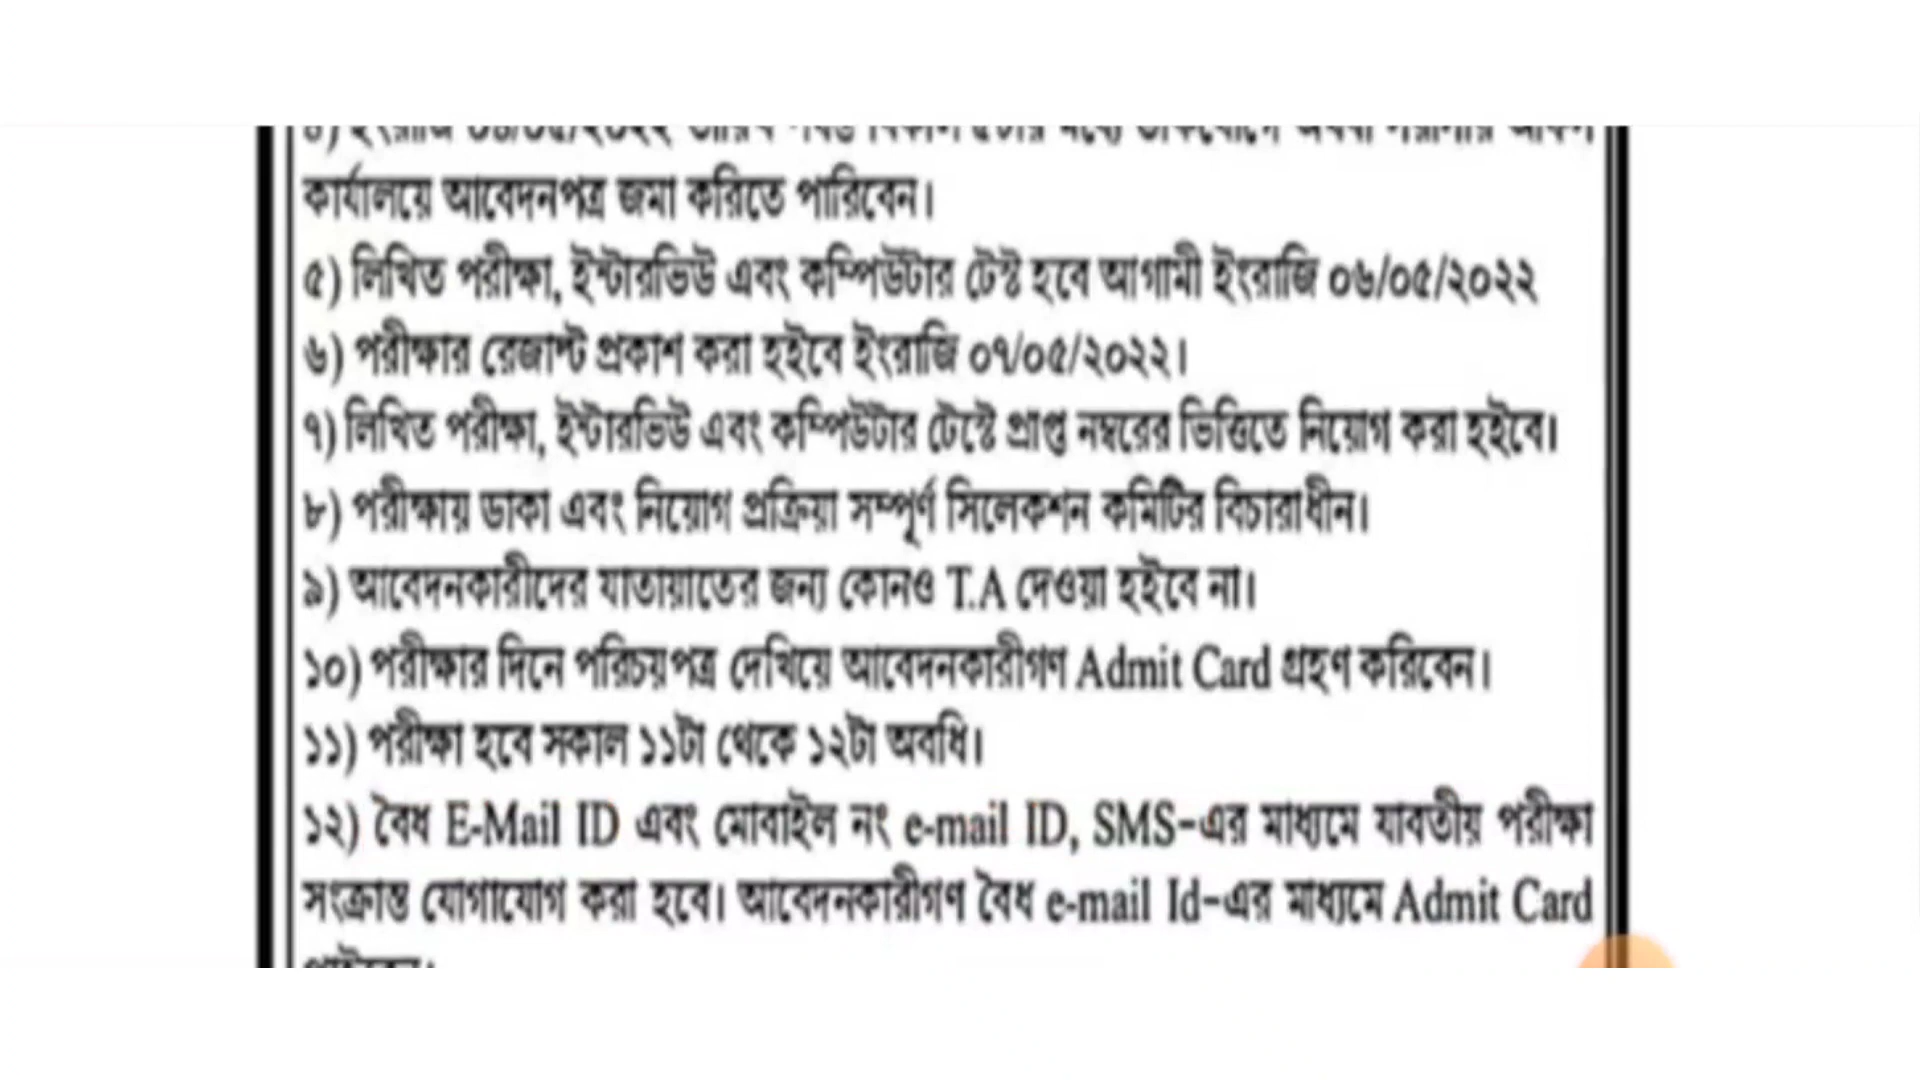 কার্যালয়ে আবেদনপত্র জমা করিতে পারিবেন।
৫) লিখিত পরীক্ষা, ইন্টারভিউ এবং কম্পিউটার টেস্ট হবে আগামী ইংরাজি ০৬/০৫/২০২২
৬) পরীক্ষার রেজাল্ট প্রকাশ করা হইবে ইংরাজি ০৭/০৫/২০২২।
৭) লিখিত পরীক্ষা, ইন্টারভিউ এবং কম্পিউটার টেস্টে প্রাপ্ত নম্বরের ভিত্তিতে নিয়োগ করা হইবে।
৮) পরীক্ষায় ডাকা এবং নিয়োগ প্রক্রিয়া সম্পূর্ণ সিলেকশন কমিটির বিচারাধীন।
৯) আবেদনকারীদের যাতায়াতের জন্য কোনও T.A দেওয়া হইবে না।
১০) পরীক্ষার দিনে পরিচয়পত্র দেখিয়ে আবেদনকারীগণ Admit Card গ্রহণ করিবেন।
১১) পরীক্ষা হবে সকাল ১১টা থেকে ১২টা অবধি।
১২) বৈধ E-Mail ID এবং মোবাইল নং e-mail ID, SMS-এর মাধ্যমে যাবতীয় পরীক্ষা
সংক্রান্ত যোগাযোগ করা হবে। আবেদনকারীগণ বৈধ e-mail Id-এর মাধ্যমে Admit Card